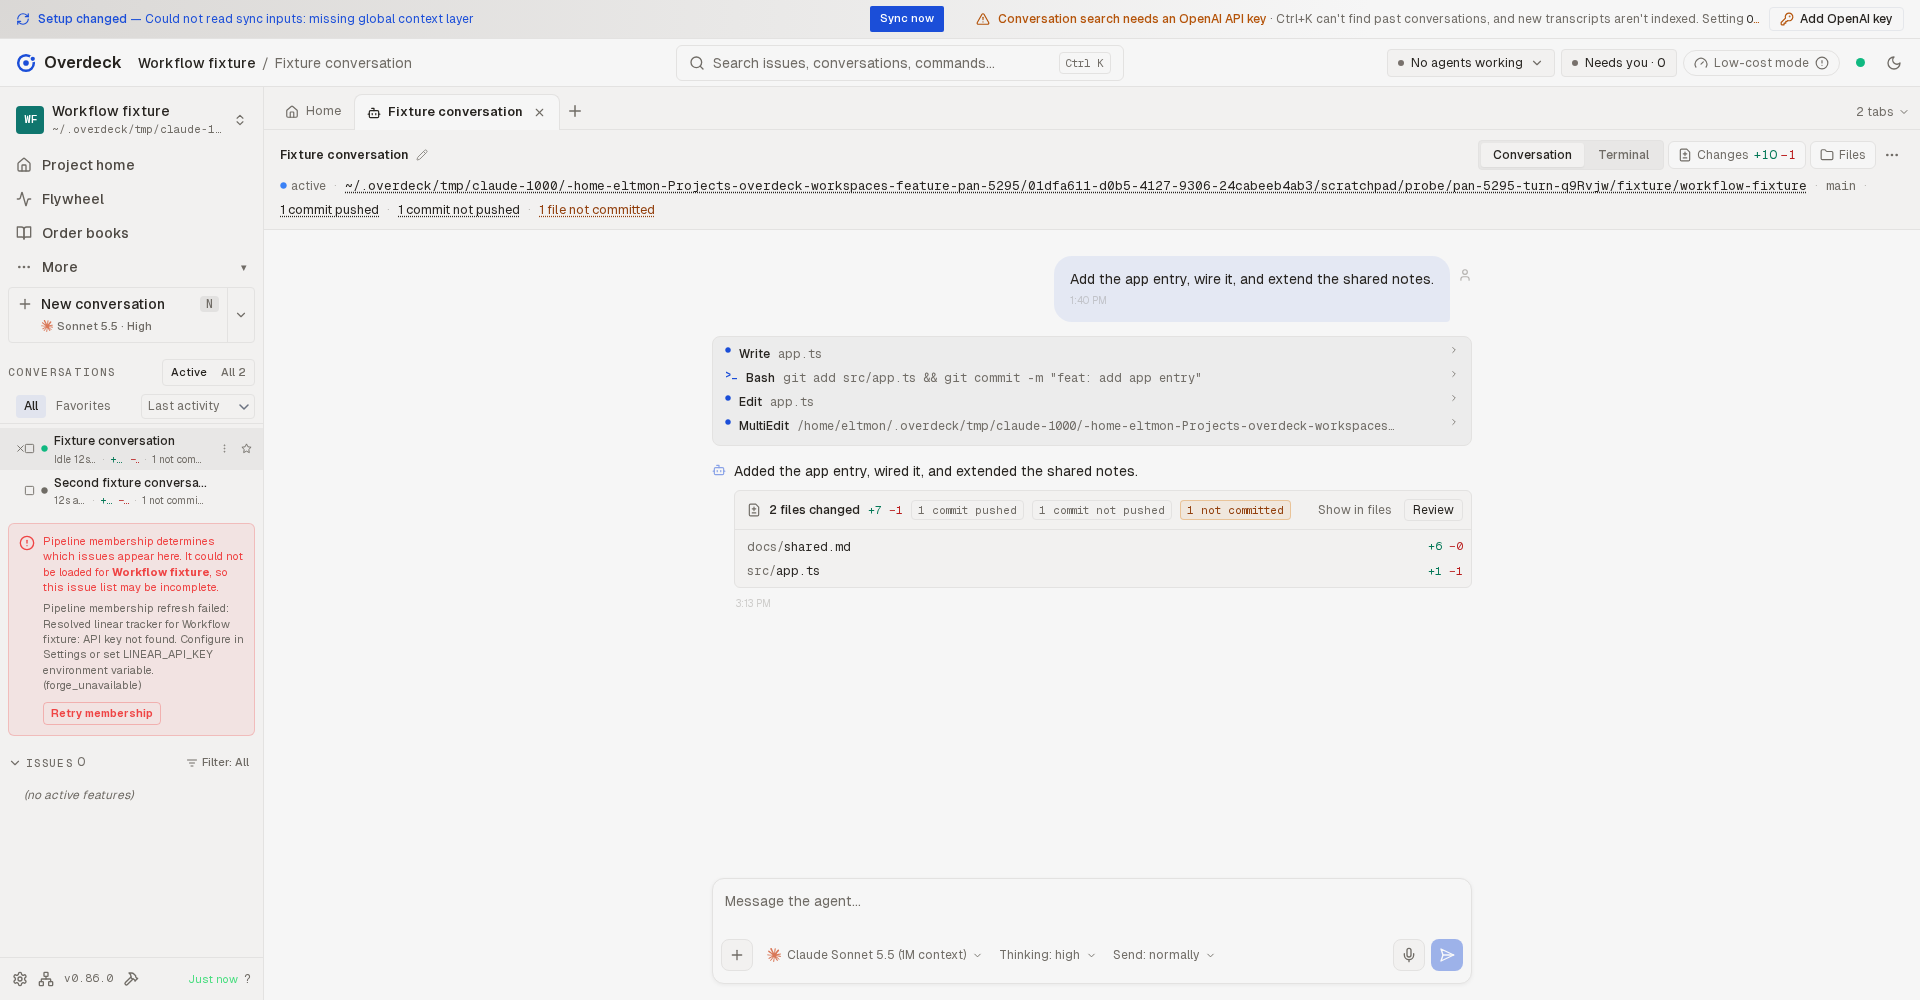 Setup changed — Could not read sync inputs: missing global context layer
Sync now
Conversation search needs an OpenAI API key · Ctrl+K can't find past conversations, and new transcripts aren't indexed. Setting o…
Add OpenAI key
Overdeck
Workflow fixture / Fixture conversation
Search issues, conversations, commands...
Ctrl K
No agents working
Needs you · 0
Low-cost mode
WF
Workflow fixture
~/.overdeck/tmp/claude-1…
Project home
Flywheel
Order books
More
New conversation
N
Sonnet 5.5 · High
CONVERSATIONS
Active
All 2
All
Favorites
Last activity
Fixture conversation
Idle 12s… · +… −… · 1 not com…
Second fixture conversa…
12s a… · +… −… · 1 not commi…
Pipeline membership determines
which issues appear here. It could not
be loaded for Workflow fixture, so
this issue list may be incomplete.
Pipeline membership refresh failed:
Resolved linear tracker for Workflow
fixture: API key not found. Configure in
Settings or set LINEAR_API_KEY
environment variable.
(forge_unavailable)
Retry membership
ISSUES 0
Filter: All
(no active features)
v0.86.0
Just now
?
Home
Fixture conversation
2 tabs
Fixture conversation
Conversation
Terminal
Changes +10 −1
Files
active · ~/.overdeck/tmp/claude-1000/-home-eltmon-Projects-overdeck-workspaces-feature-pan-5295/01dfa611-d0b5-4127-9306-24cabeeb4ab3/scratchpad/probe/pan-5295-turn-q9Rvjw/fixture/workflow-fixture · main ·
1 commit pushed · 1 commit not pushed · 1 file not committed
Add the app entry, wire it, and extend the shared notes.
1:40 PM
Write app.ts
>_ Bash git add src/app.ts && git commit -m "feat: add app entry"
Edit app.ts
MultiEdit /home/eltmon/.overdeck/tmp/claude-1000/-home-eltmon-Projects-overdeck-workspaces…
Added the app entry, wired it, and extended the shared notes.
2 files changed +7 −1
1 commit pushed
1 commit not pushed
1 not committed
Show in files
Review
docs/shared.md
+6 −0
src/app.ts
+1 −1
3:13 PM
Message the agent...
Claude Sonnet 5.5 (1M context)
Thinking: high
Send: normally